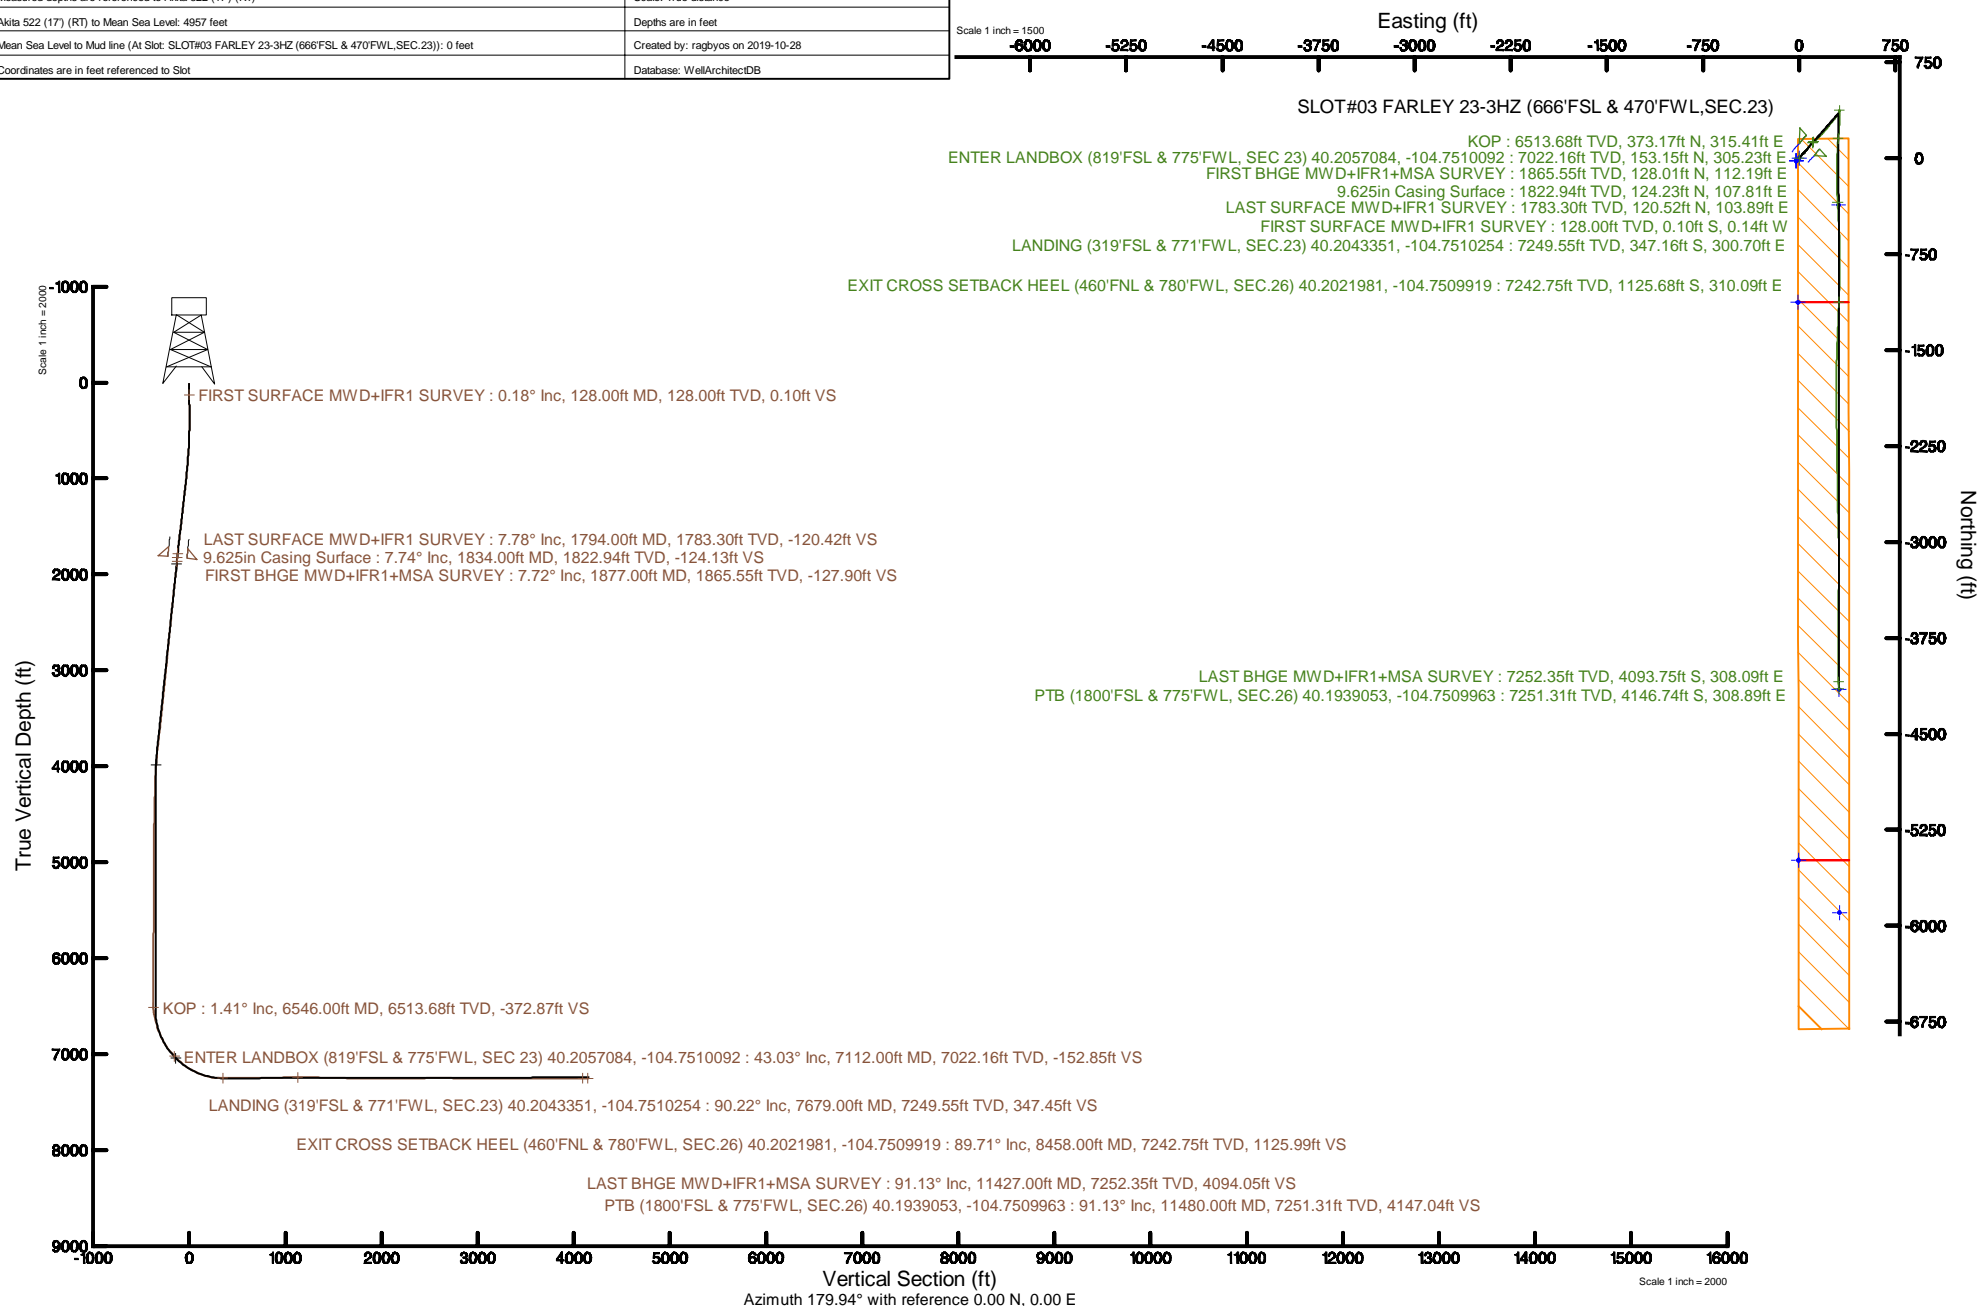 Akita 522 (17') (RT) to Mean Sea Level: 4957 feet
Depths are in feet
Mean Sea Level to Mud line (At Slot: SLOT#03 FARLEY 23-3HZ (666'FSL & 470'FWL,SEC.23)): 0 feet
Created by: ragbyos on 2019-10-28
Coordinates are in feet referenced to Slot
Database: WellArchitectDB
Scale 1 inch = 1500
Easting (ft)
-6000 -5250 -4500 -3750 -3000 -2250 -1500 -750 0 750
SLOT#03 FARLEY 23-3HZ (666'FSL & 470'FWL,SEC.23)
KOP : 6513.68ft TVD, 373.17ft N, 315.41ft E
ENTER LANDBOX (819'FSL & 775'FWL, SEC 23) 40.2057084, -104.7510092 : 7022.16ft TVD, 153.15ft N, 305.23ft E
FIRST BHGE MWD+IFR1+MSA SURVEY : 1865.55ft TVD, 128.01ft N, 112.19ft E
9.625in Casing Surface : 1822.94ft TVD, 124.23ft N, 107.81ft E
LAST SURFACE MWD+IFR1 SURVEY : 1783.30ft TVD, 120.52ft N, 103.89ft E
FIRST SURFACE MWD+IFR1 SURVEY : 128.00ft TVD, 0.10ft S, 0.14ft W
LANDING (319'FSL & 771'FWL, SEC.23) 40.2043351, -104.7510254 : 7249.55ft TVD, 347.16ft S, 300.70ft E
EXIT CROSS SETBACK HEEL (460'FNL & 780'FWL, SEC.26) 40.2021981, -104.7509919 : 7242.75ft TVD, 1125.68ft S, 310.09ft E
LAST BHGE MWD+IFR1+MSA SURVEY : 7252.35ft TVD, 4093.75ft S, 308.09ft E
PTB (1800'FSL & 775'FWL, SEC.26) 40.1939053, -104.7509963 : 7251.31ft TVD, 4146.74ft S, 308.89ft E
750
0
-750
-1500
-2250
-3000
-3750
-4500
-5250
-6000
-6750
Northing (ft)
Scale 1 inch = 2000
True Vertical Depth (ft)
-1000
0
1000
2000
3000
4000
5000
6000
7000
8000
9000
FIRST SURFACE MWD+IFR1 SURVEY : 0.18° Inc, 128.00ft MD, 128.00ft TVD, 0.10ft VS
LAST SURFACE MWD+IFR1 SURVEY : 7.78° Inc, 1794.00ft MD, 1783.30ft TVD, -120.42ft VS
9.625in Casing Surface : 7.74° Inc, 1834.00ft MD, 1822.94ft TVD, -124.13ft VS
FIRST BHGE MWD+IFR1+MSA SURVEY : 7.72° Inc, 1877.00ft MD, 1865.55ft TVD, -127.90ft VS
KOP : 1.41° Inc, 6546.00ft MD, 6513.68ft TVD, -372.87ft VS
ENTER LANDBOX (819'FSL & 775'FWL, SEC 23) 40.2057084, -104.7510092 : 43.03° Inc, 7112.00ft MD, 7022.16ft TVD, -152.85ft VS
LANDING (319'FSL & 771'FWL, SEC.23) 40.2043351, -104.7510254 : 90.22° Inc, 7679.00ft MD, 7249.55ft TVD, 347.45ft VS
EXIT CROSS SETBACK HEEL (460'FNL & 780'FWL, SEC.26) 40.2021981, -104.7509919 : 89.71° Inc, 8458.00ft MD, 7242.75ft TVD, 1125.99ft VS
LAST BHGE MWD+IFR1+MSA SURVEY : 91.13° Inc, 11427.00ft MD, 7252.35ft TVD, 4094.05ft VS
PTB (1800'FSL & 775'FWL, SEC.26) 40.1939053, -104.7509963 : 91.13° Inc, 11480.00ft MD, 7251.31ft TVD, 4147.04ft VS
-1000 0 1000 2000 3000 4000 5000 6000 7000 8000 9000 10000 11000 12000 13000 14000 15000 16000
Vertical Section (ft)
Scale 1 inch = 2000
Azimuth 179.94° with reference 0.00 N, 0.00 E